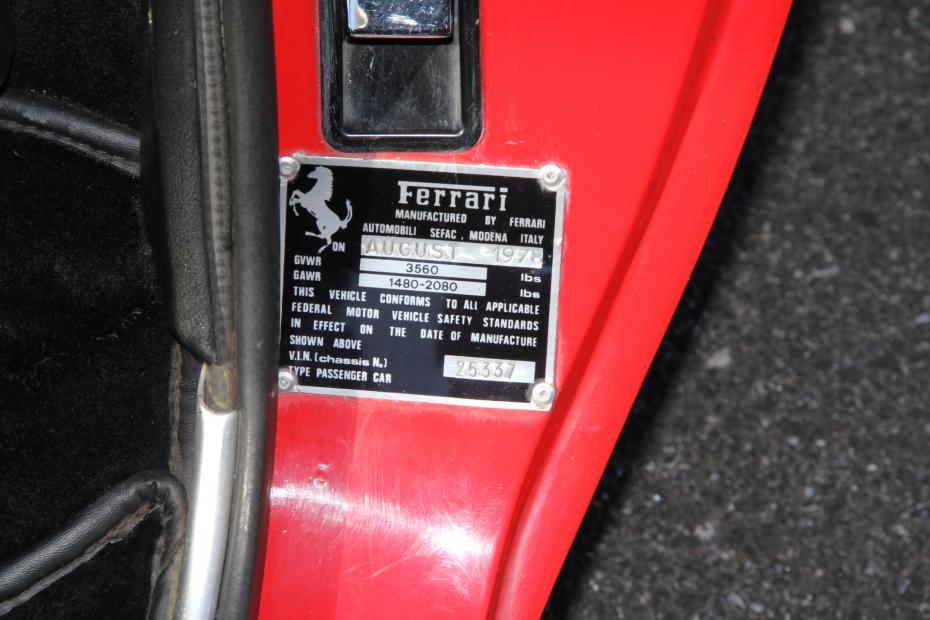 Ferrari
MANUFACTURED BY FERRARI
AUTOMOBILI SEFAC, MODENA ITALY
ON AUGUST 1978
GVWR 3560 lbs
GAWR 1480-2080 lbs
THIS VEHICLE CONFORMS TO ALL APPLICABLE
FEDERAL MOTOR VEHICLE SAFETY STANDARDS
IN EFFECT ON THE DATE OF MANUFACTURE
SHOWN ABOVE
V.I.N. (chassis No.) 25337
TYPE PASSENGER CAR